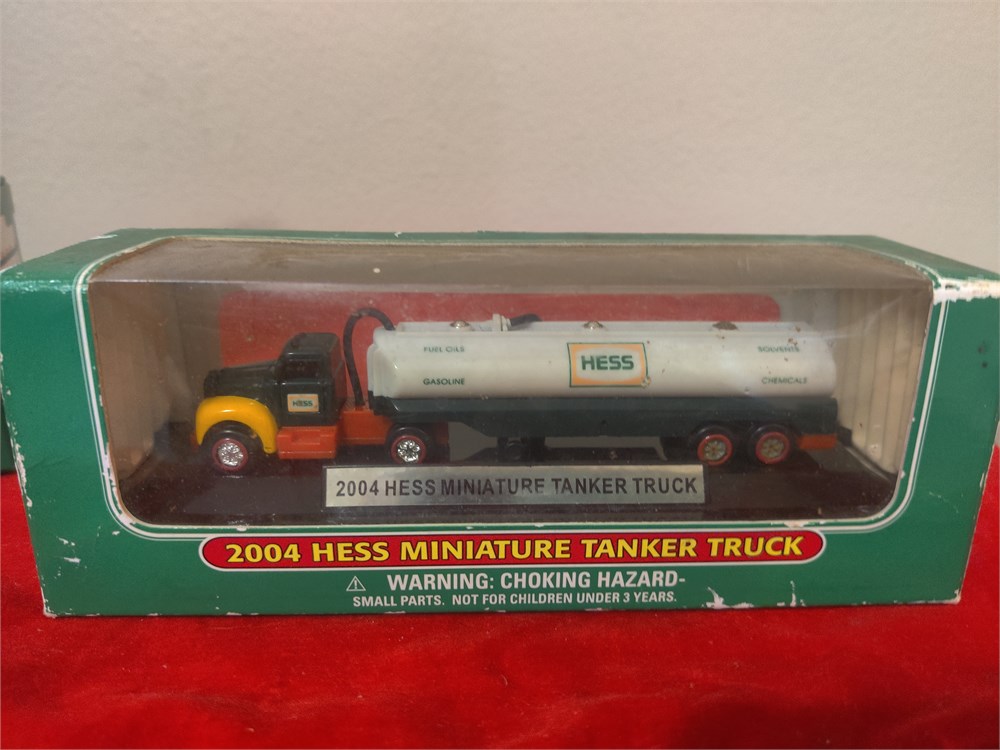 FUEL OILS
SOLVENTS
HESS
GASOLINE
CHEMICALS
HESS
2004 HESS MINIATURE TANKER TRUCK
2004 HESS MINIATURE TANKER TRUCK
WARNING: CHOKING HAZARD-
SMALL PARTS. NOT FOR CHILDREN UNDER 3 YEARS.